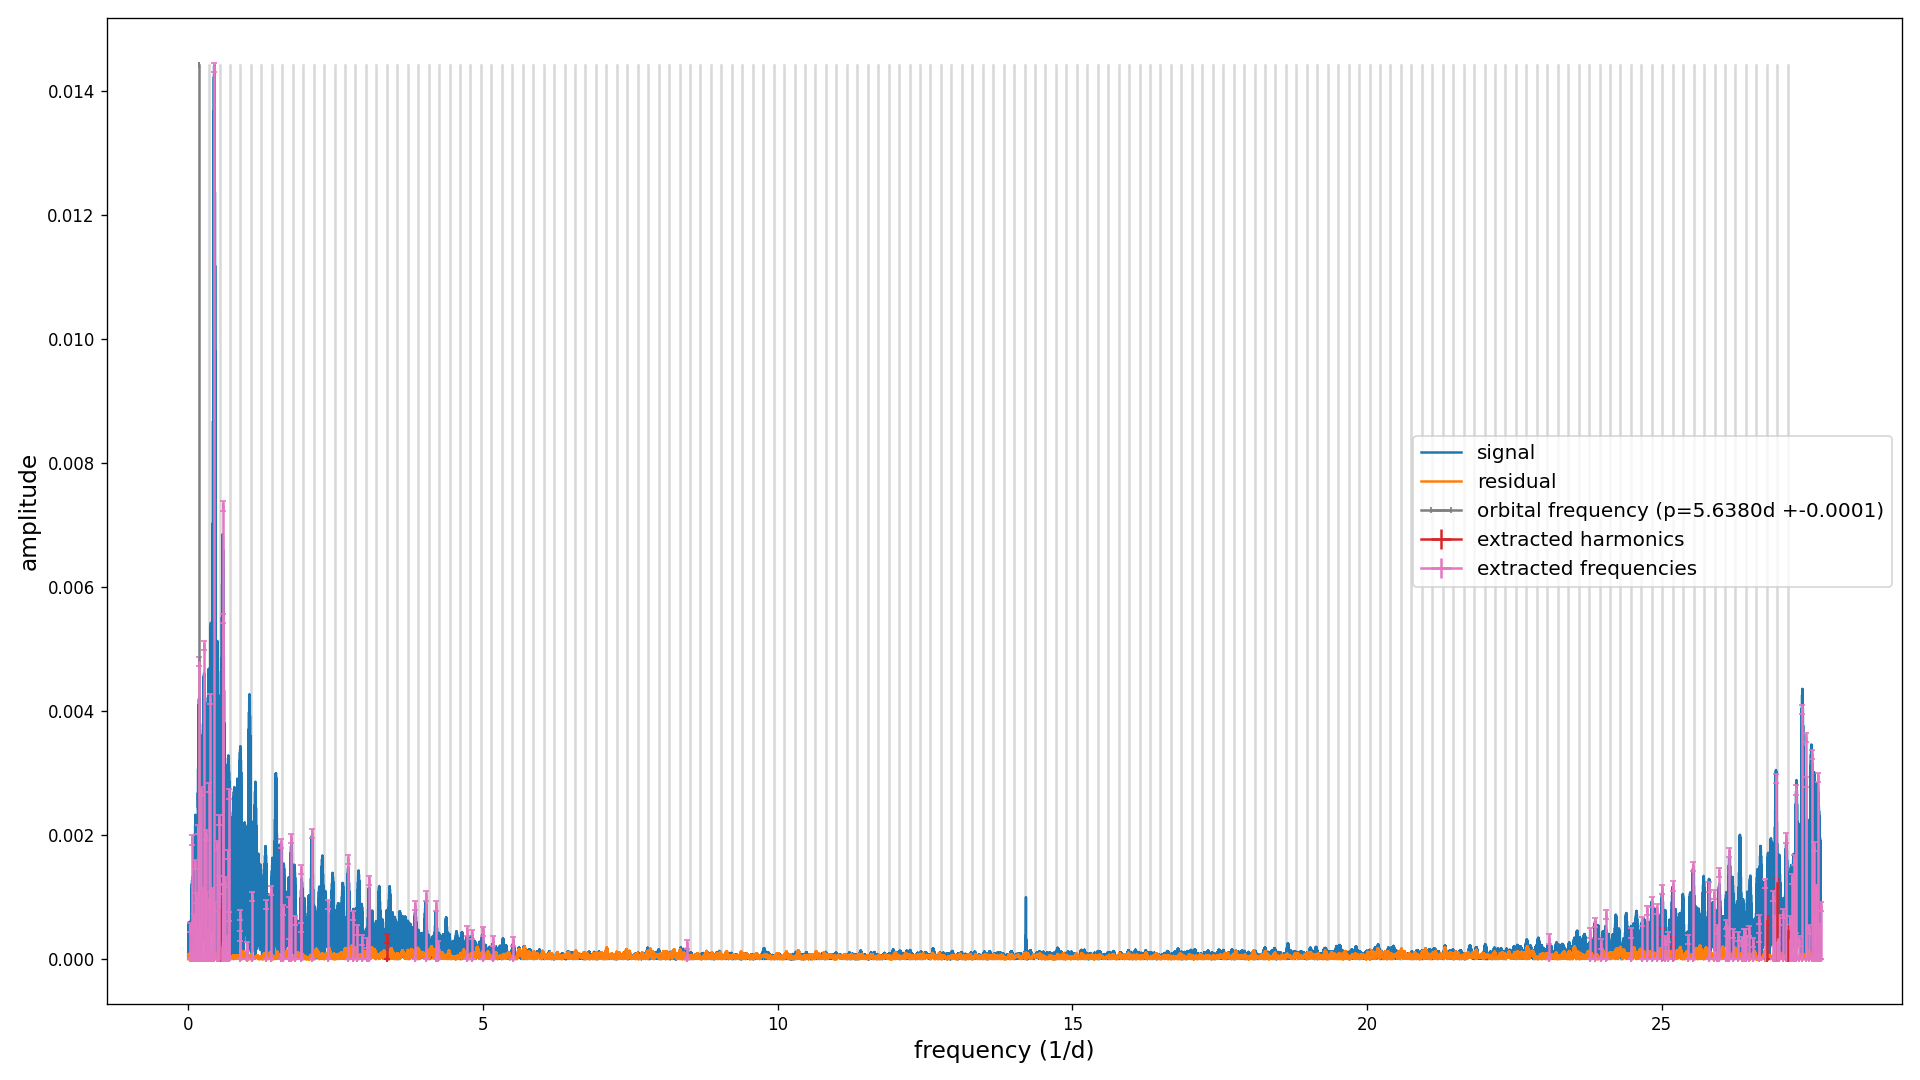 0.014
0.012
0.010
0.008
0.006
0.004
0.002
0.000
amplitude
signal
residual
orbital frequency (p=5.6380d +-0.0001)
extracted harmonics
extracted frequencies
0 5 10 15 20 25
frequency (1/d)